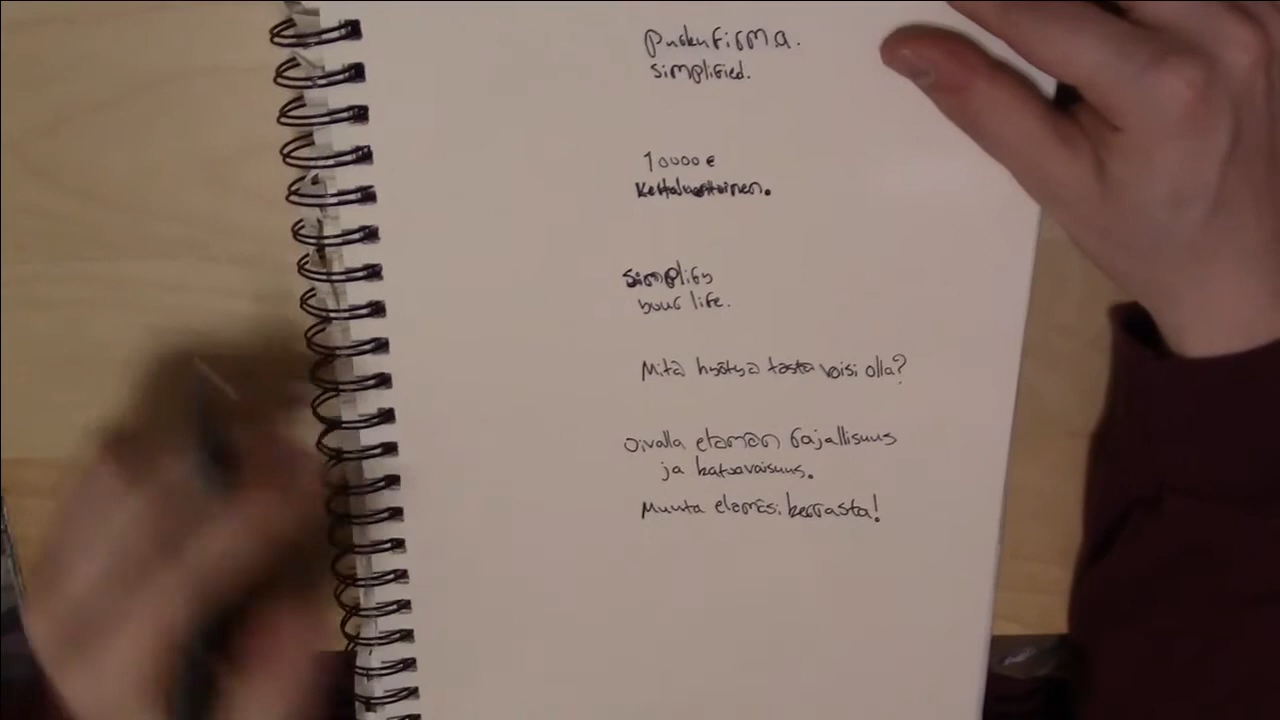 Purkufirma.
simplified.
10000 €
Kertaluontoinen.
Simplify
your life.
Mitä hyötyä tästä voisi olla?
Oivalla elämän rajallisuus
ja katoavaisuus.
Muuta elämäsi kerrasta!